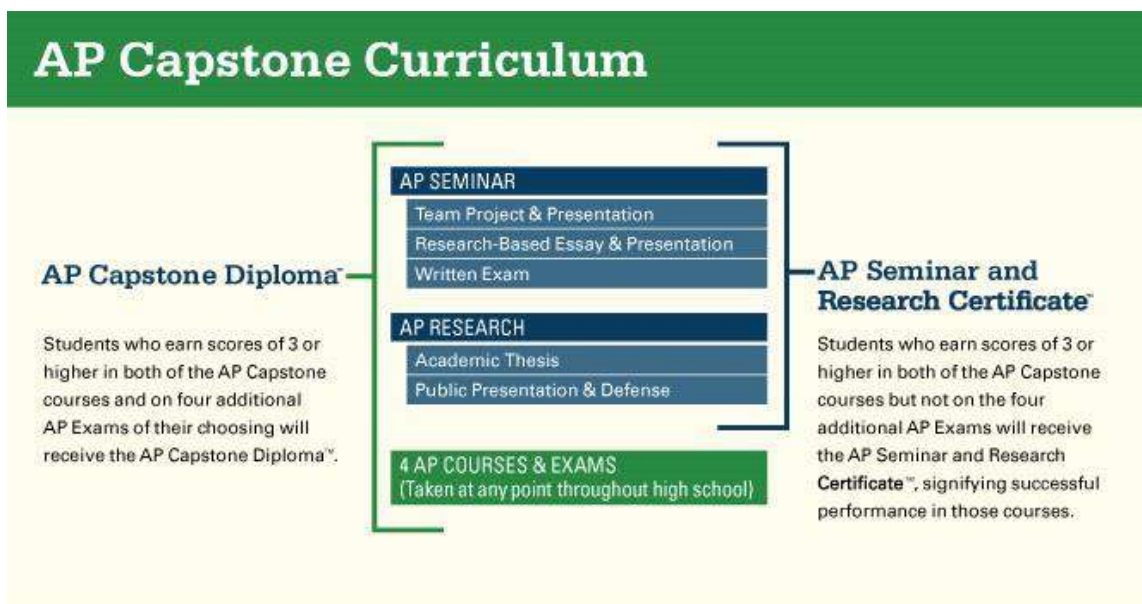 AP Capstone Curriculum
AP Capstone Diploma™
Students who earn scores of 3 or
higher in both of the AP Capstone
courses and on four additional
AP Exams of their choosing will
receive the AP Capstone Diploma™.
AP SEMINAR
Team Project & Presentation
Research-Based Essay & Presentation
Written Exam
AP RESEARCH
Academic Thesis
Public Presentation & Defense
4 AP COURSES & EXAMS
(Taken at any point throughout high school)
AP Seminar and
Research Certificate™
Students who earn scores of 3 or
higher in both of the AP Capstone
courses but not on the four
additional AP Exams will receive
the AP Seminar and Research
Certificate™, signifying successful
performance in those courses.